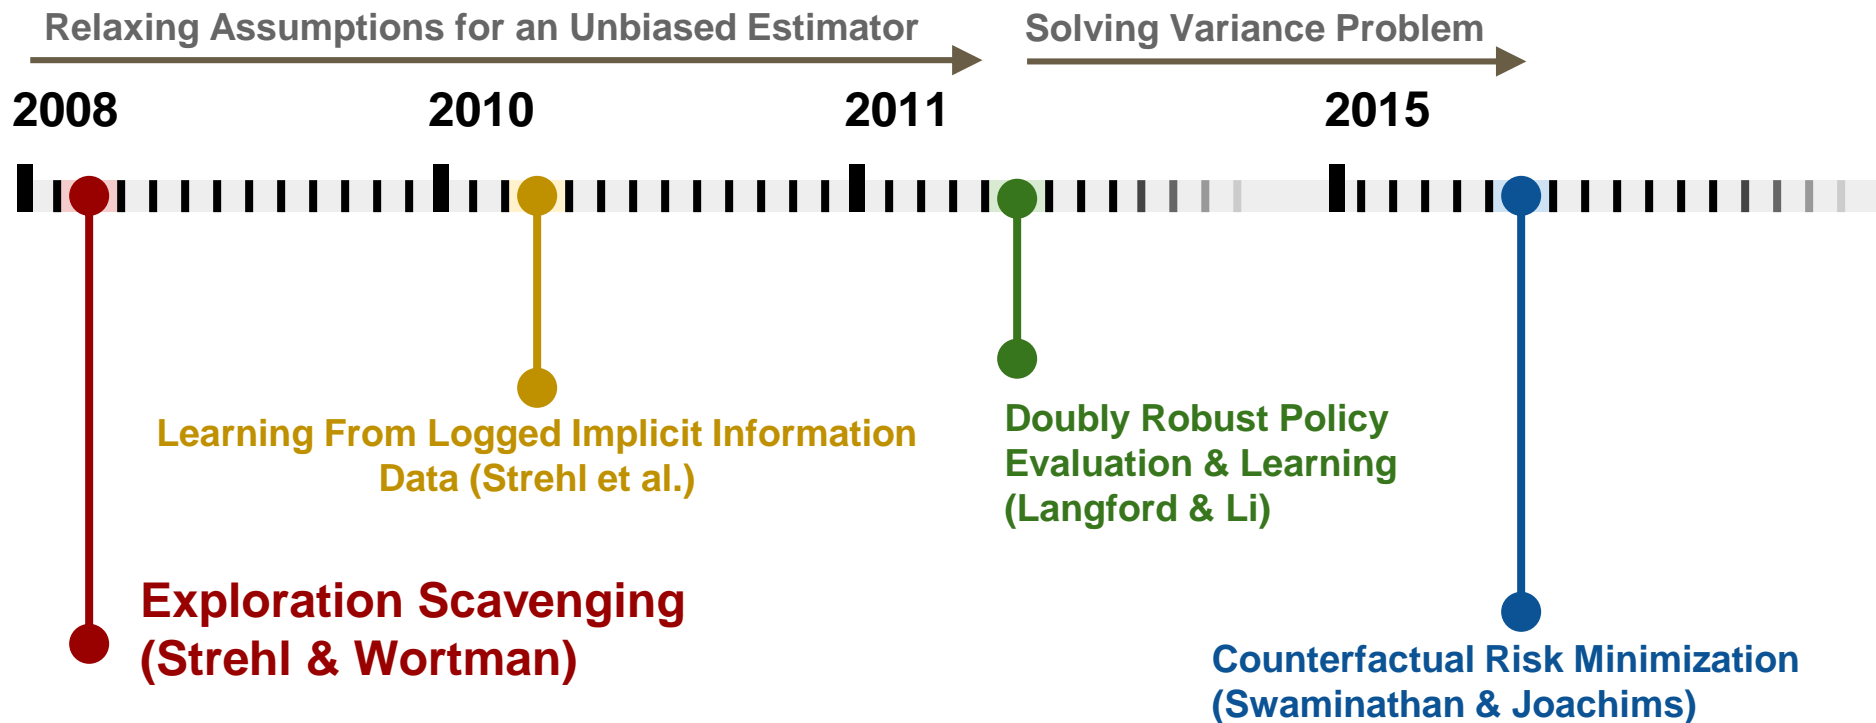 Relaxing Assumptions for an Unbiased Estimator
Solving Variance Problem
2008
2010
2011
2015
Learning From Logged Implicit Information
Data (Strehl et al.)
Doubly Robust Policy
Evaluation & Learning
(Langford & Li)
Exploration Scavenging
(Strehl & Wortman)
Counterfactual Risk Minimization
(Swaminathan & Joachims)